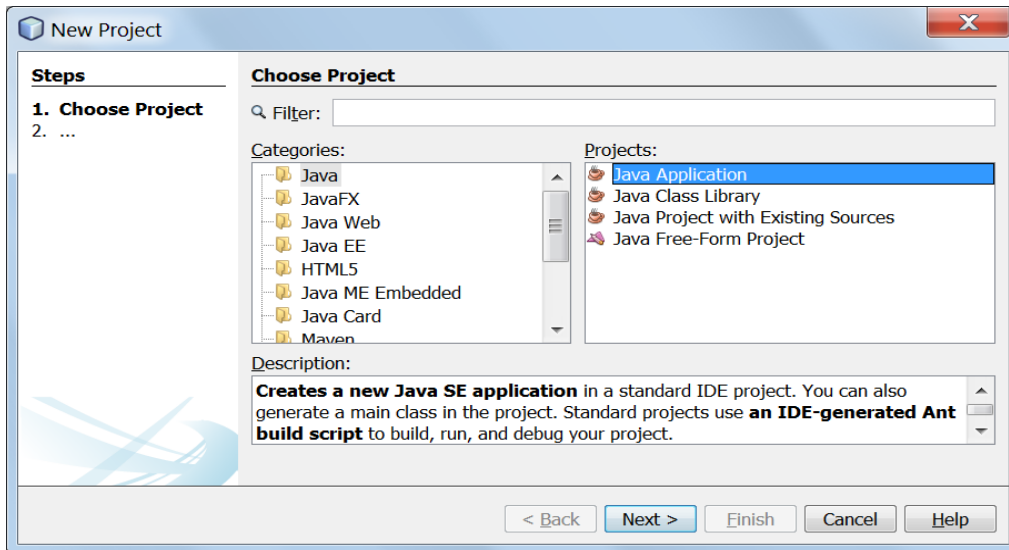 New Project
X
Steps
1. Choose Project
2. ...
Choose Project
Filter:
Categories:
Java
JavaFX
Java Web
Java EE
HTML5
Java ME Embedded
Java Card
Maven
Projects:
Java Application
Java Class Library
Java Project with Existing Sources
Java Free-Form Project
Description:
Creates a new Java SE application in a standard IDE project. You can also
generate a main class in the project. Standard projects use an IDE-generated Ant
build script to build, run, and debug your project.
< Back Next > Finish Cancel Help